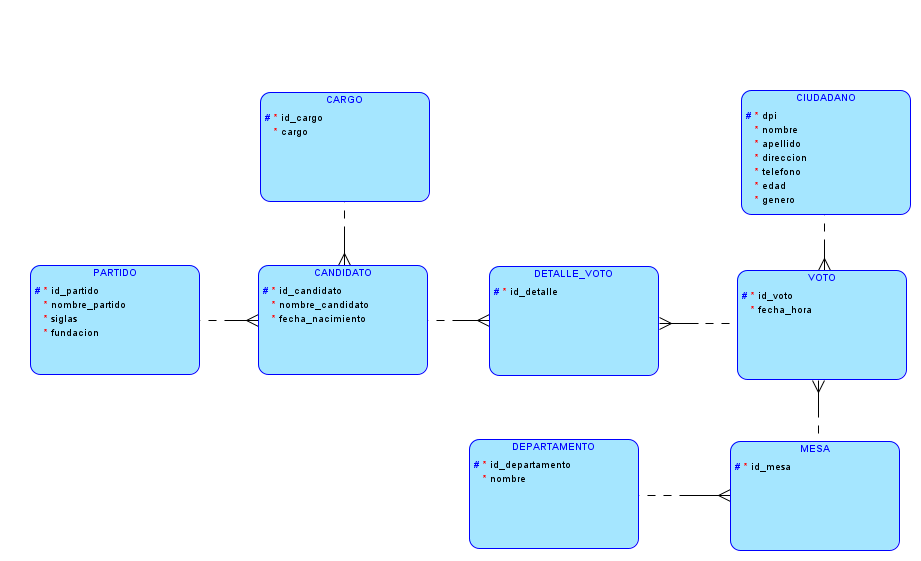 CARGO
# * id_cargo
* cargo
CIUDADANO
# * dpi
* nombre
* apellido
* direccion
* telefono
* edad
* genero
PARTIDO
# * id_partido
* nombre_partido
* siglas
* fundacion
CANDIDATO
# * id_candidato
* nombre_candidato
* fecha_nacimiento
DETALLE_VOTO
# * id_detalle
VOTO
# * id_voto
* fecha_hora
DEPARTAMENTO
# * id_departamento
* nombre
MESA
# * id_mesa